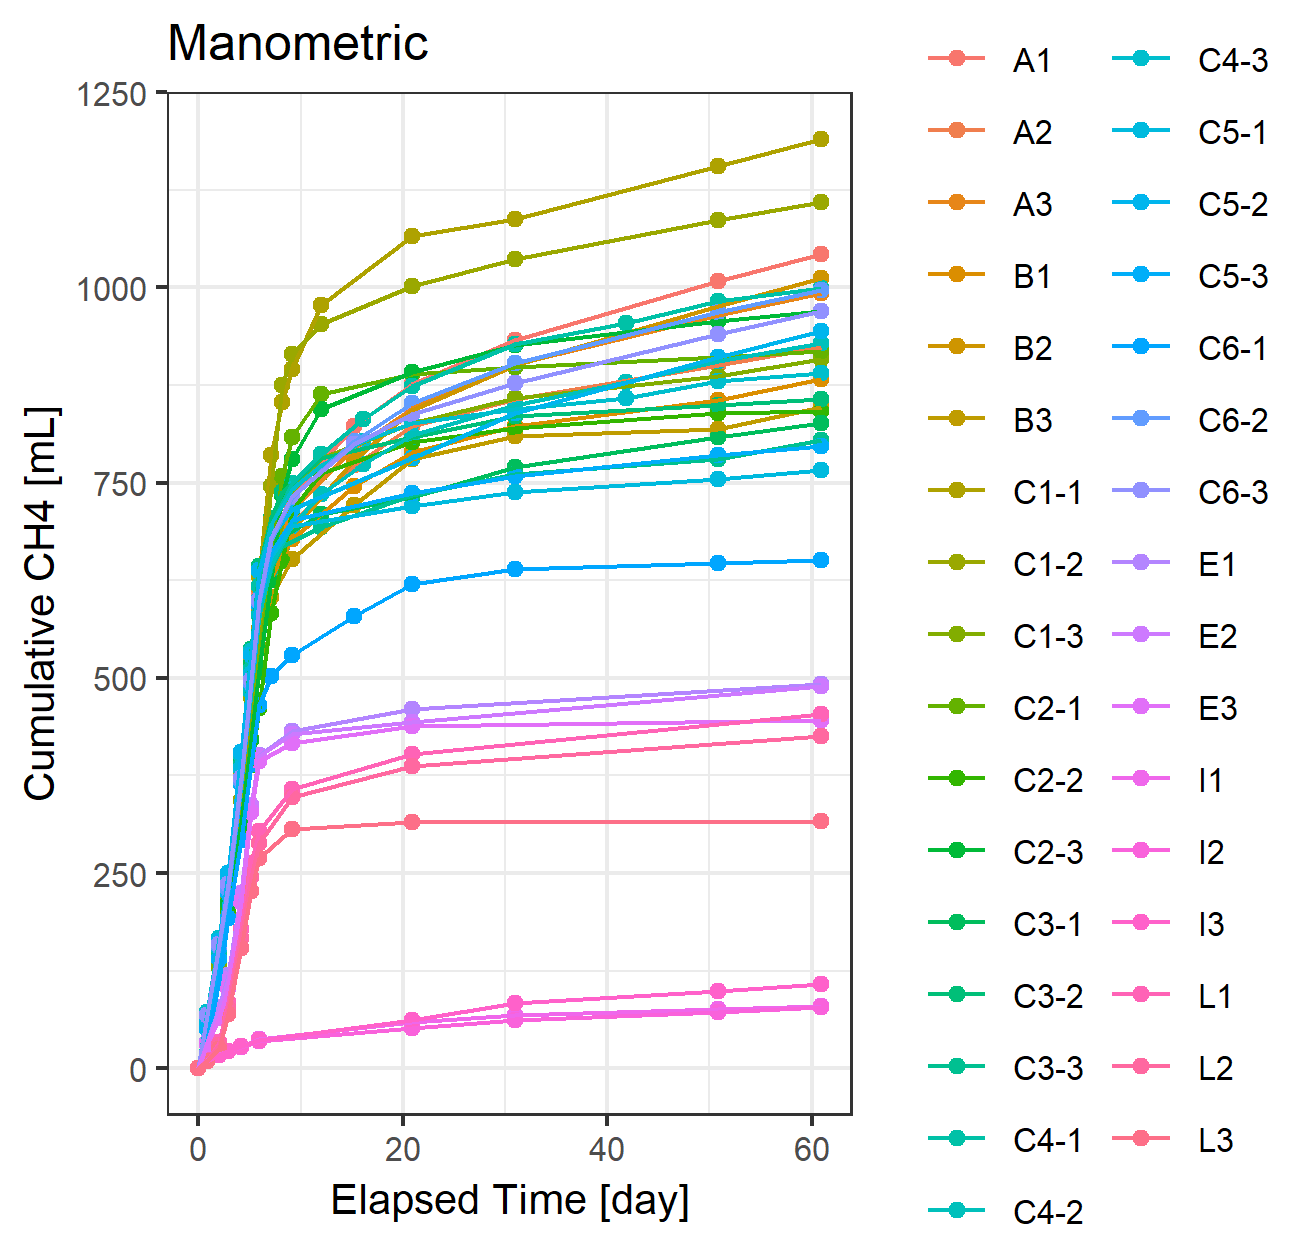 Manometric
Cumulative CH4 [mL]
1250
1000
750
500
250
0
0 20 40 60
Elapsed Time [day]
A1
A2
A3
B1
B2
B3
C1-1
C1-2
C1-3
C2-1
C2-2
C2-3
C3-1
C3-2
C3-3
C4-1
C4-2
C4-3
C5-1
C5-2
C5-3
C6-1
C6-2
C6-3
E1
E2
E3
I1
I2
I3
L1
L2
L3